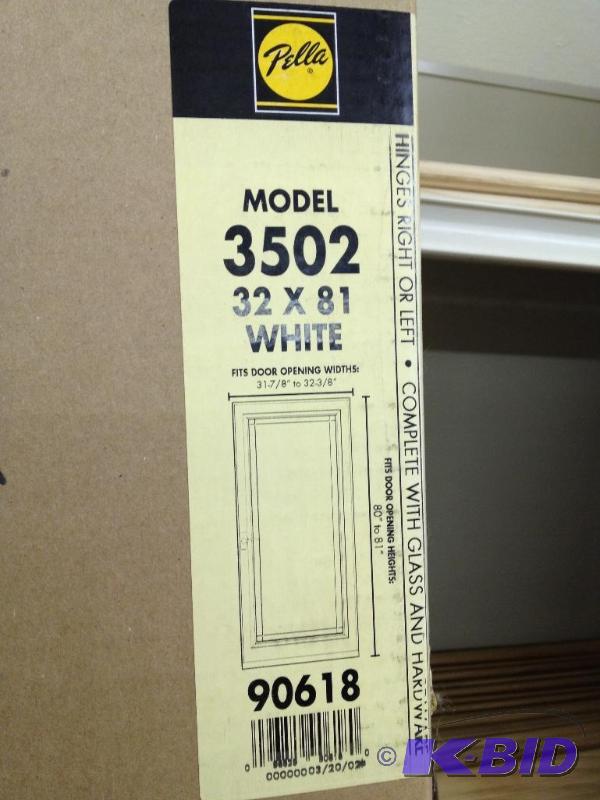 Pella
MODEL
3502
32 X 81
WHITE
FITS DOOR OPENING WIDTHS:
31-7/8" to 32-3/8"
FITS DOOR OPENING HEIGHTS:
80" to 81"
HINGES RIGHT OR LEFT • COMPLETE WITH GLASS AND HARDWARE
90618
© K-BID